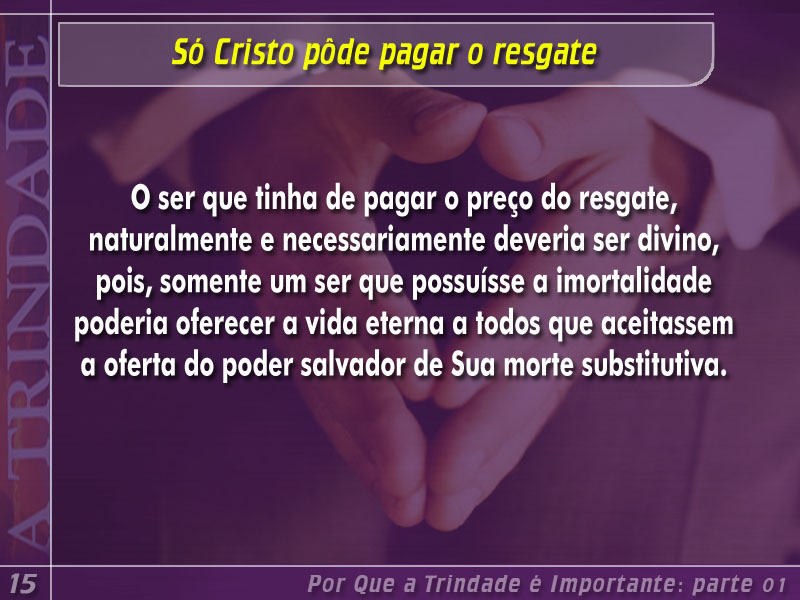 Só Cristo pôde pagar o resgate
A TRINDADE
O ser que tinha de pagar o preço do resgate,
naturalmente e necessariamente deveria ser divino,
pois, somente um ser que possuísse a imortalidade
poderia oferecer a vida eterna a todos que aceitassem
a oferta do poder salvador de Sua morte substitutiva.
15
Por Que a Trindade é Importante: parte 01